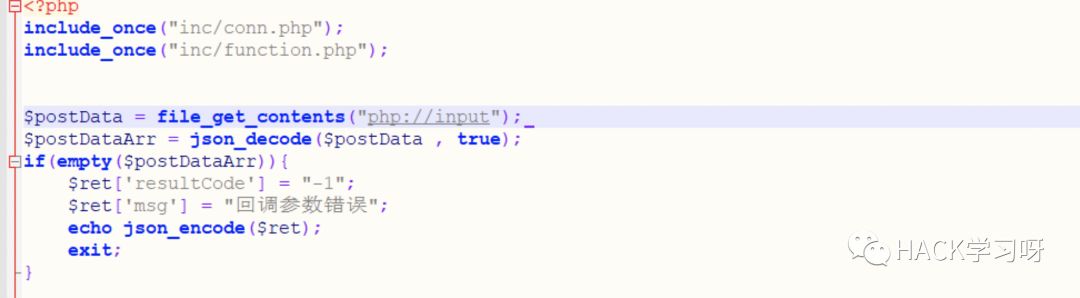 <?php
include_once("inc/conn.php");
include_once("inc/function.php");
$postData = file_get_contents("php://input");
$postDataArr = json_decode($postData , true);
if(empty($postDataArr)){
    $ret['resultCode'] = "-1";
    $ret['msg'] = "回调参数错误";
    echo json_encode($ret);
    exit;
}
HACK学习呀